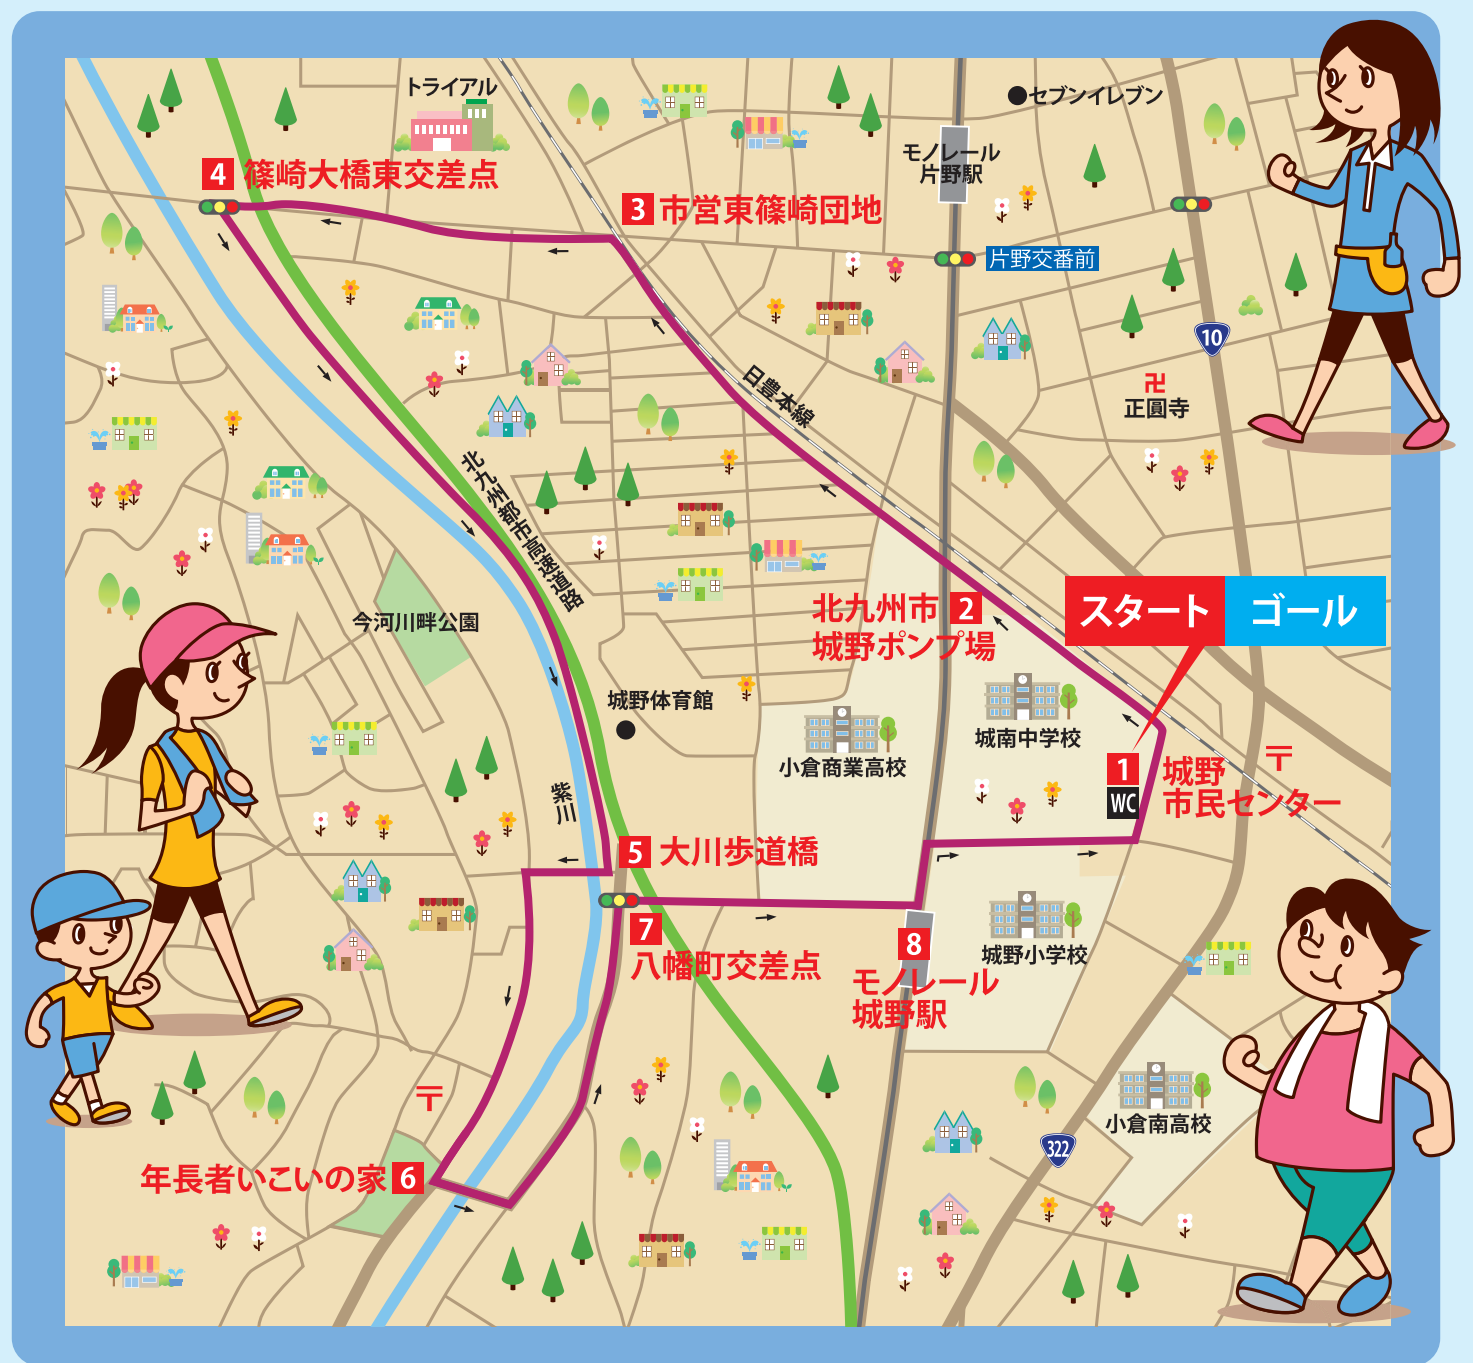 トライアル
セブンイレブン
モノレール
片野駅
4 篠崎大橋東交差点
3 市営東篠崎団地
片野交番前
10
日豊本線
卍
正圓寺
北九州都市高速道路
今河川畔公園
北九州市 2
城野ポンプ場
スタート ゴール
城野体育館
城南中学校
小倉商業高校
1
WC
城野
市民センター
〒
紫川
5 大川歩道橋
7
八幡町交差点
8
モノレール
城野駅
城野小学校
〒
小倉南高校
322
年長者いこいの家 6